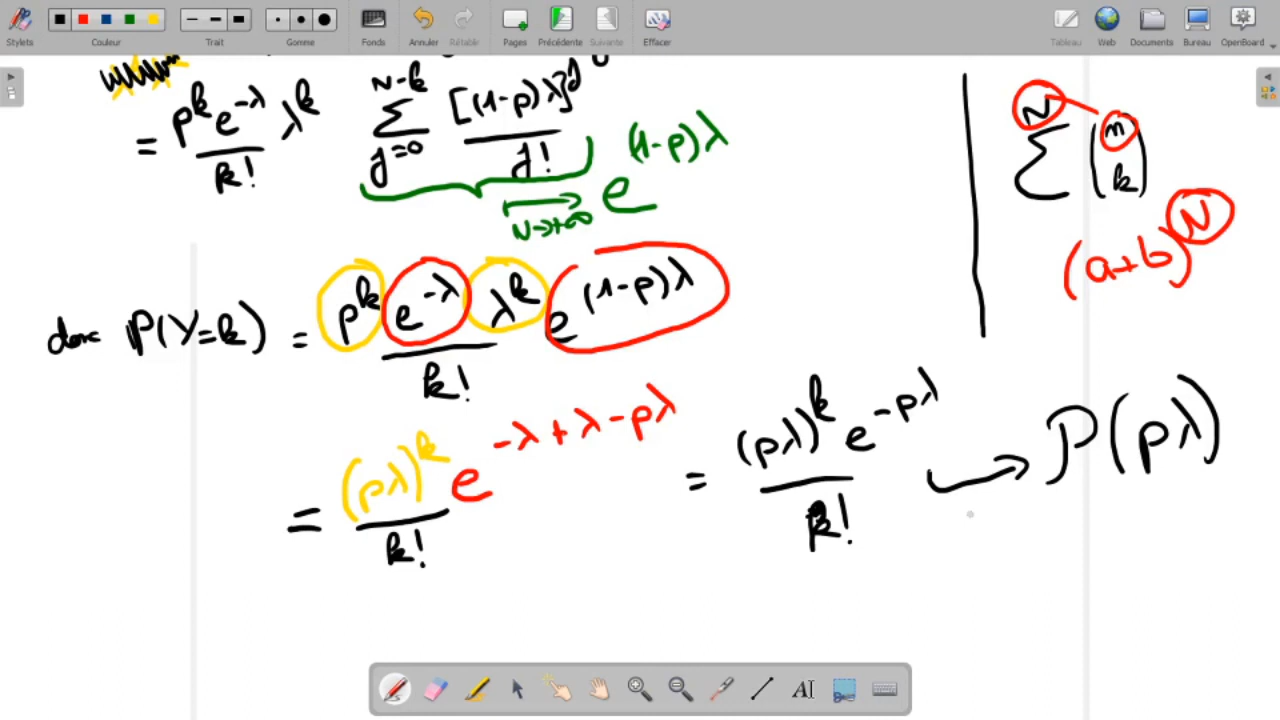 Stylets Couleur Trait Gomme Fonds Annuler Rétablir Pages Précédente Suivante Effacer Tableau Web Documents Bureau OpenBoard
= p^k e^{-λ} / k! λ^k ∑_{j=0}^{N-k} [(1-p)λ]^j / j!
N→+∞ e^{(1-p)λ}
∑^N (n k)
(a+b)^N
donc P(Y=k) = p^k e^{-λ} λ^k / k! e^{(1-p)λ}
= (pλ)^k / k! e^{-λ+λ-pλ} = (pλ)^k e^{-pλ} / k! → P(pλ)
AI